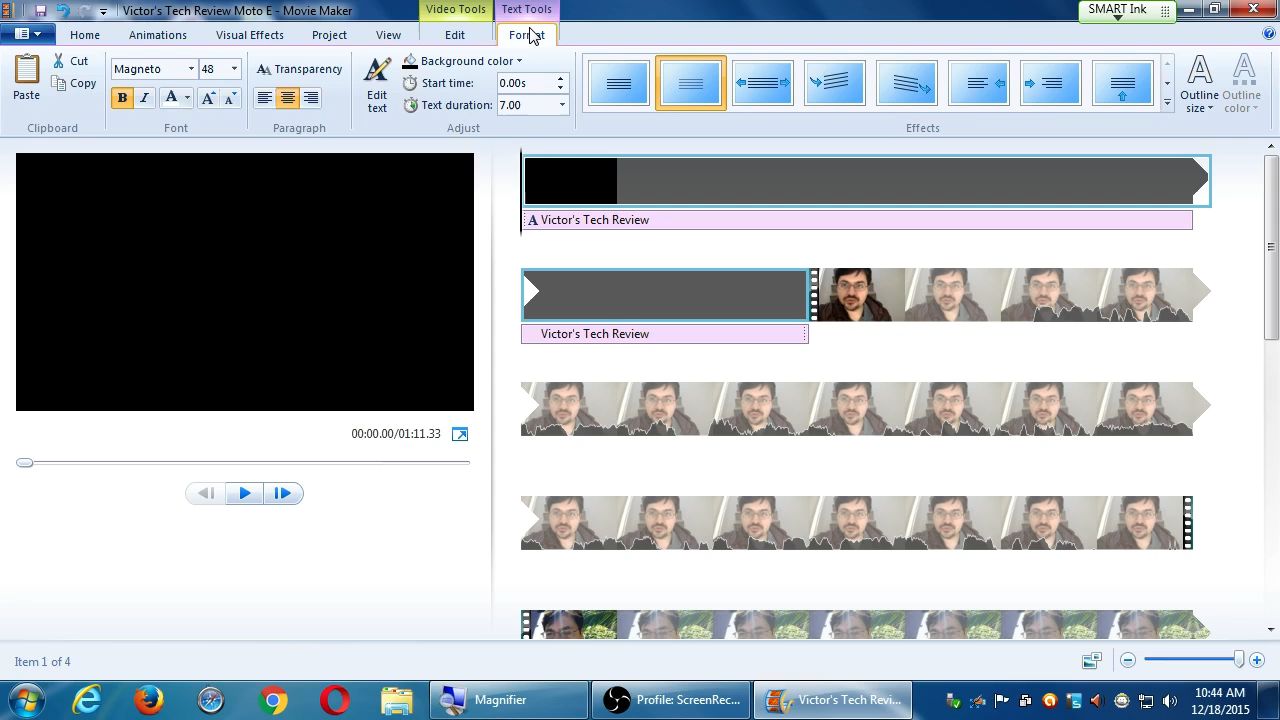 Victor's Tech Review Moto E - Movie Maker
Video Tools
Text Tools
SMART Ink
Home
Animations
Visual Effects
Project
View
Edit
Format
Paste
Cut
Copy
Clipboard
Magneto
48
B
I
A
A
A
Font
Transparency
Paragraph
Edit
text
Background color
Start time:
0.00s
Text duration:
7.00
Adjust
Effects
A
Outline
size
A
Outline
color
00:00.00/01:11.33
A Victor's Tech Review
Victor's Tech Review
Item 1 of 4
Magnifier
Profile: ScreenRec...
Victor's Tech Revi...
10:44 AM
12/18/2015